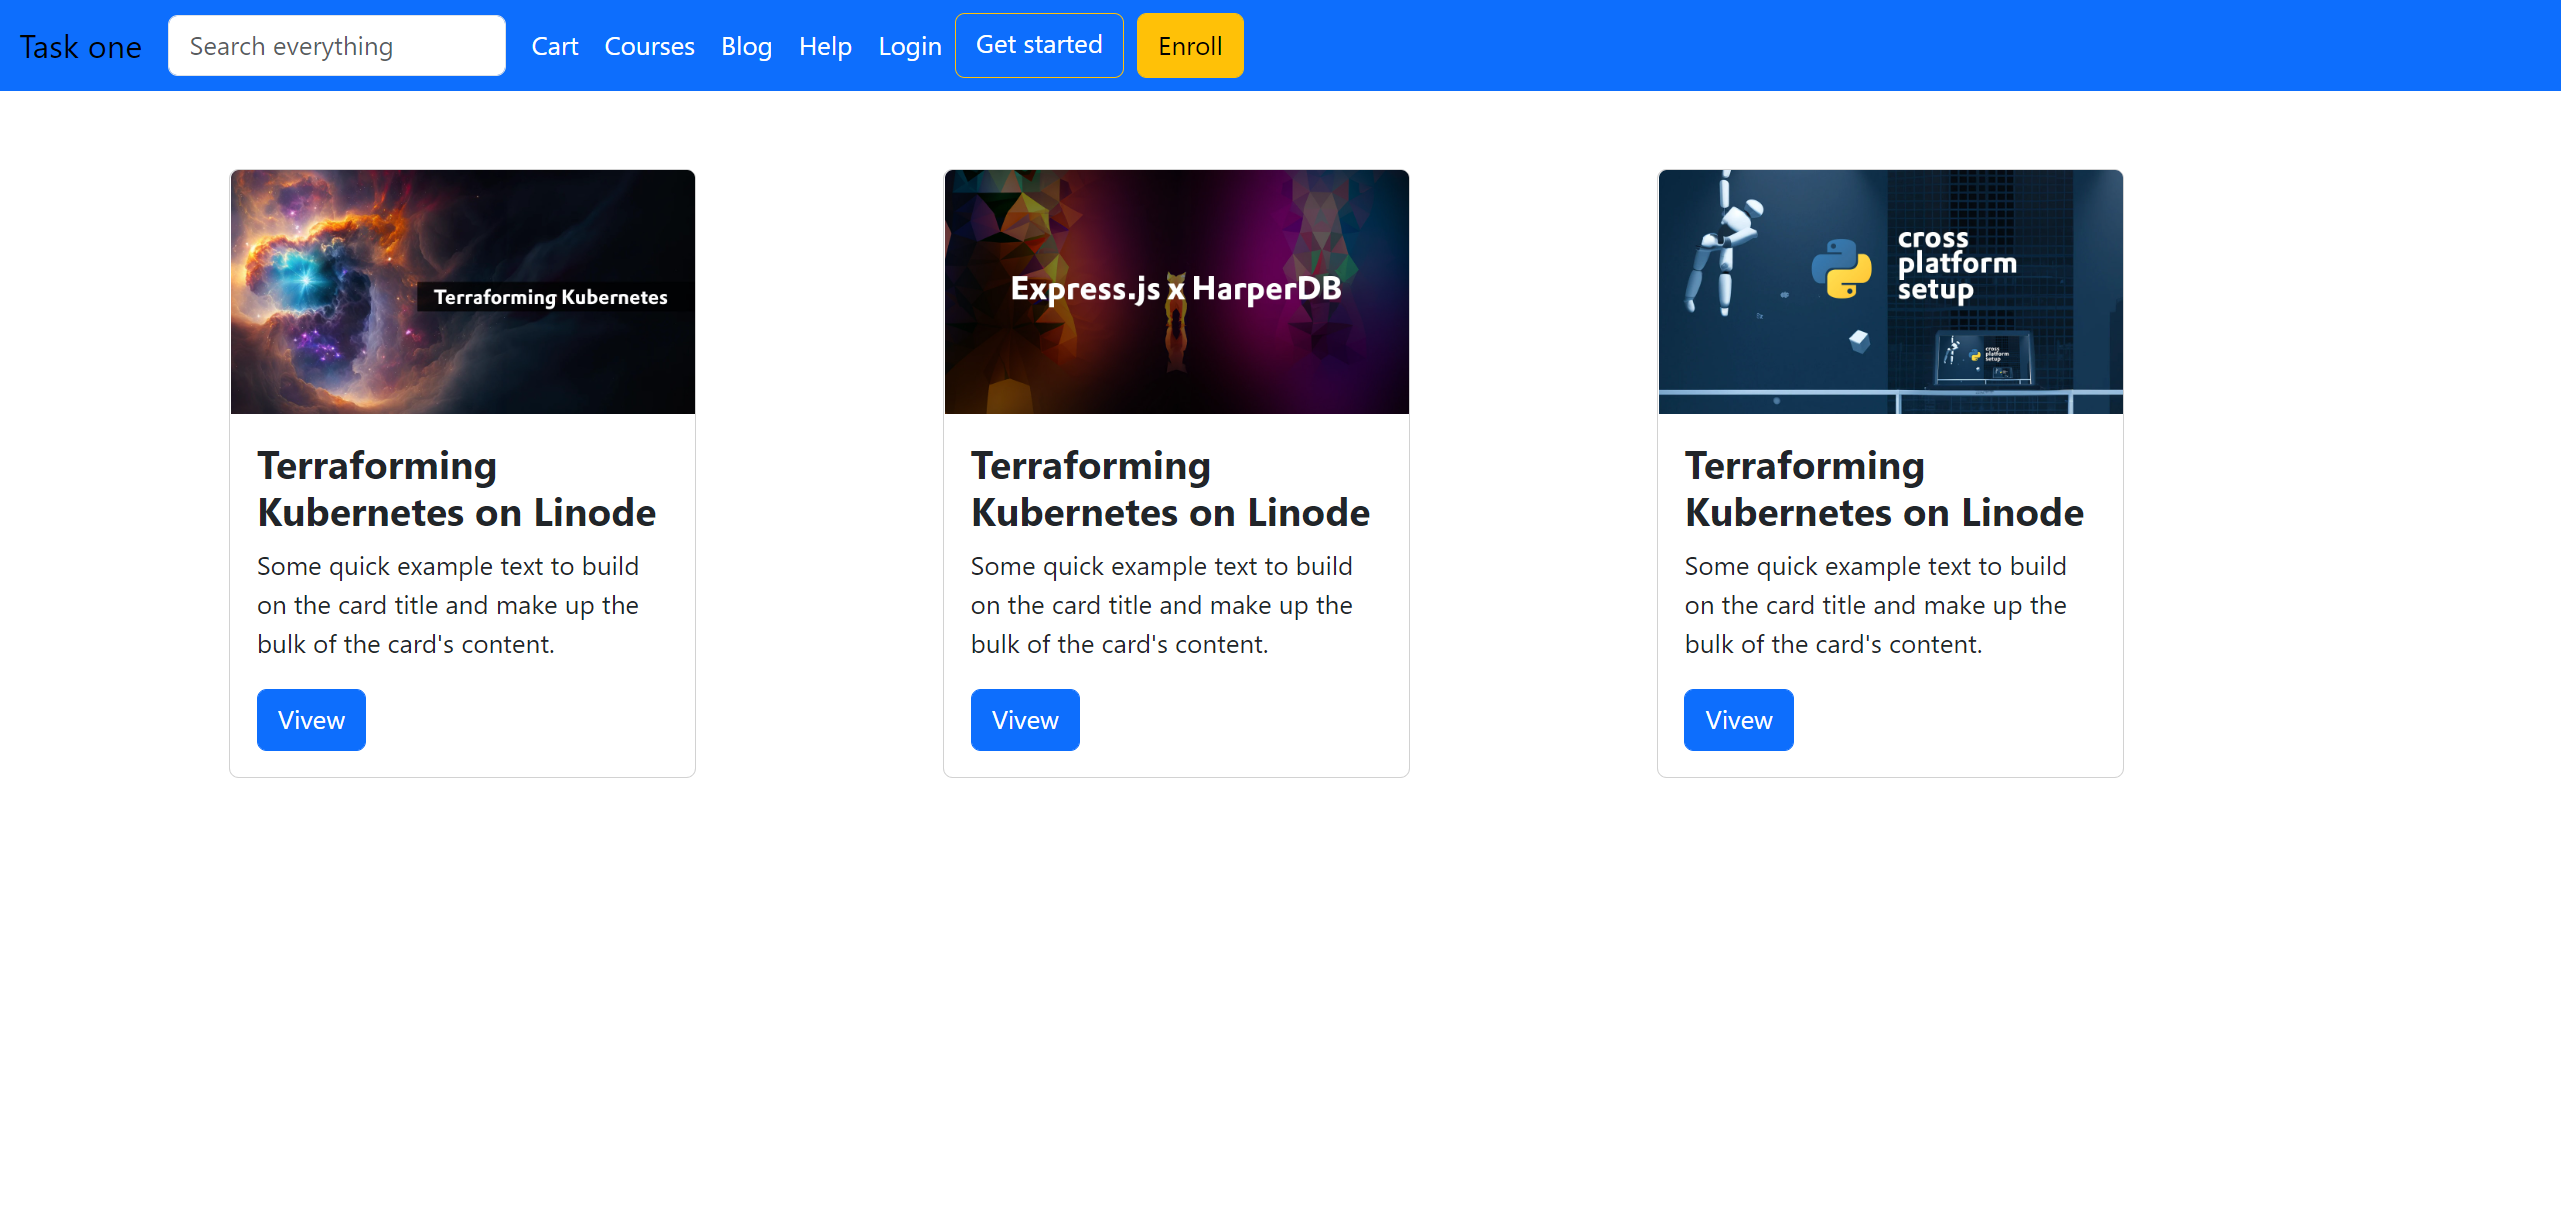 Task one Search everything Cart Courses Blog Help Login Get started Enroll
Terraforming Kubernetes
Terraforming
Kubernetes on Linode
Some quick example text to build
on the card title and make up the
bulk of the card's content.
Vivew
Express.js x HarperDB
Terraforming
Kubernetes on Linode
Some quick example text to build
on the card title and make up the
bulk of the card's content.
Vivew
cross
platform
setup
cross
platform
setup
Terraforming
Kubernetes on Linode
Some quick example text to build
on the card title and make up the
bulk of the card's content.
Vivew